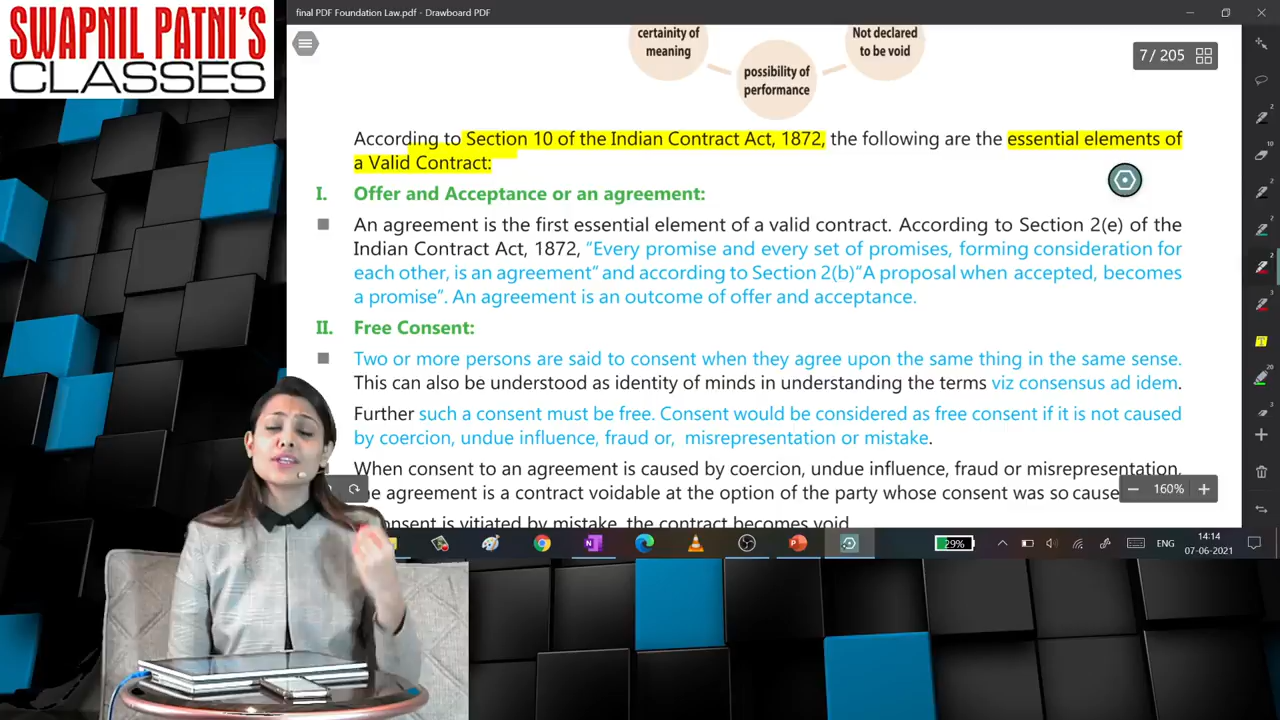 SWAPNIL PATNI'S
CLASSES
final PDF Foundation Law.pdf - Drawboard PDF
certainity of
meaning
possibility of
performance
Not declared
to be void
7 / 205
According to Section 10 of the Indian Contract Act, 1872, the following are the essential elements of
a Valid Contract:
I. Offer and Acceptance or an agreement:
An agreement is the first essential element of a valid contract. According to Section 2(e) of the
Indian Contract Act, 1872, "Every promise and every set of promises, forming consideration for
each other, is an agreement" and according to Section 2(b)"A proposal when accepted, becomes
a promise". An agreement is an outcome of offer and acceptance.
II. Free Consent:
Two or more persons are said to consent when they agree upon the same thing in the same sense.
This can also be understood as identity of minds in understanding the terms viz consensus ad idem.
Further such a consent must be free. Consent would be considered as free consent if it is not caused
by coercion, undue influence, fraud or, misrepresentation or mistake.
When consent to an agreement is caused by coercion, undue influence, fraud or misrepresentation,
agreement is a contract voidable at the option of the party whose consent was so cause
160%
consent is vitiated by mistake, the contract becomes void
29%
ENG
14:14
07-06-2021